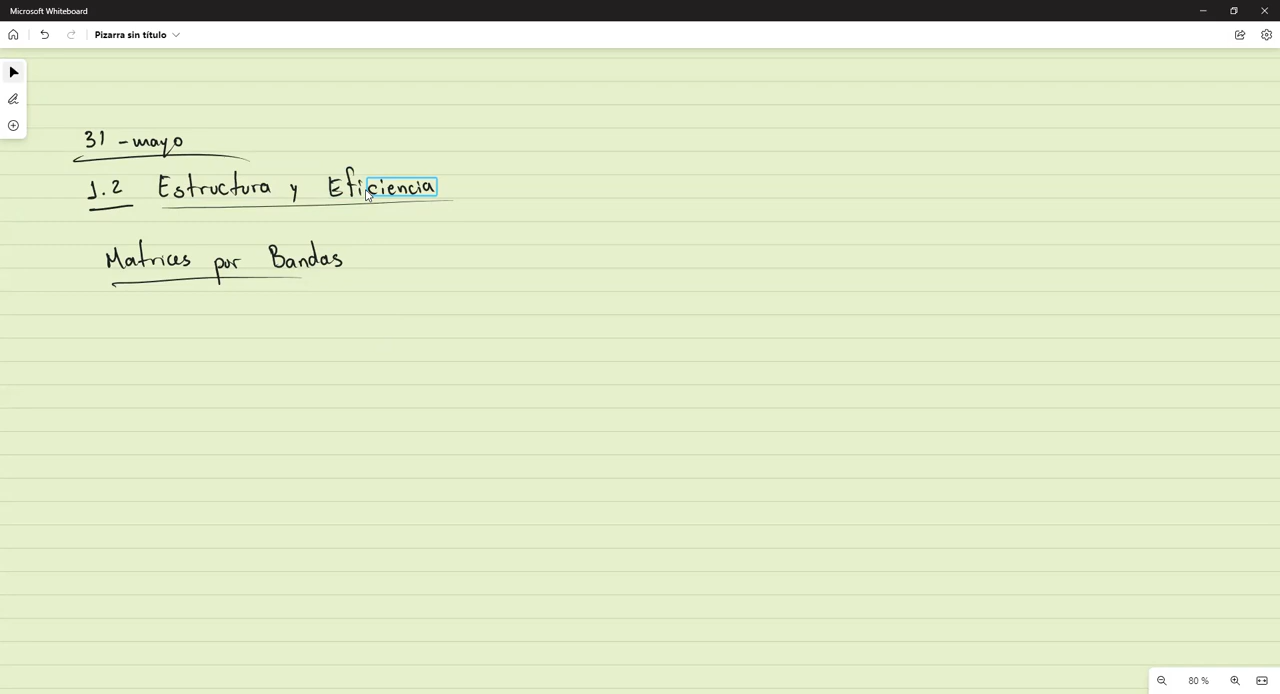 Microsoft Whiteboard
Pizarra sin título
31 - mayo
1.2 Estructura y Eficiencia
Matrices por Bandas
80 %